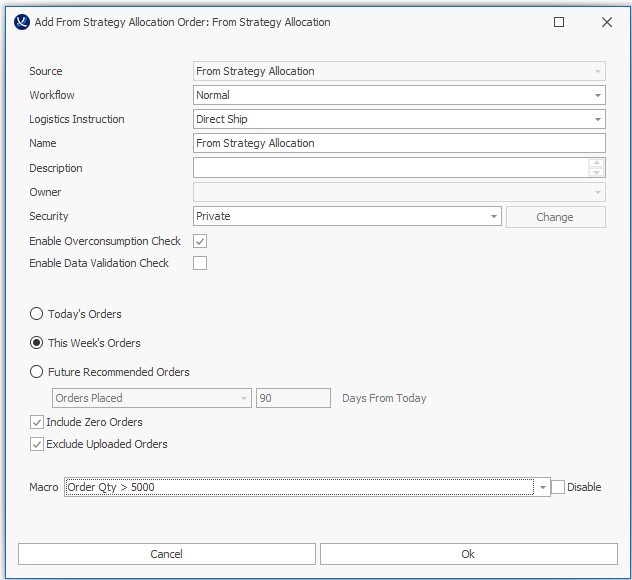 Add From Strategy Allocation Order: From Strategy Allocation
Source From Strategy Allocation
Workflow Normal
Logistics Instruction Direct Ship
Name From Strategy Allocation
Description
Owner
Security Private Change
Enable Overconsumption Check
Enable Data Validation Check
Today's Orders
This Week's Orders
Future Recommended Orders
Orders Placed 90 Days From Today
Include Zero Orders
Exclude Uploaded Orders
Macro Order Qty > 5000 Disable
Cancel Ok